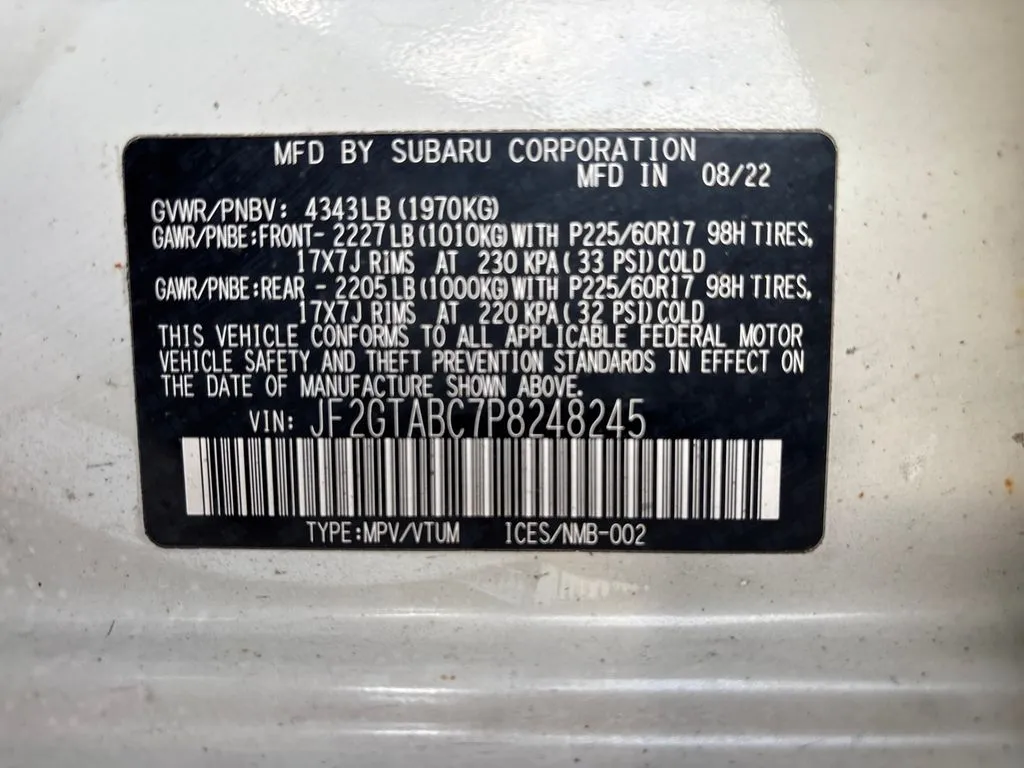 MFD BY SUBARU CORPORATION
MFD IN 08/22
GVWR/PNBV: 4343LB (1970KG)
GAWR/PNBE:FRONT- 2227LB(1010KG)WITH P225/60R17 98H TIRES,
17X7J RIMS AT 230 KPA( 33 PSI)COLD
GAWR/PNBE:REAR - 2205LB(1000KG)WITH P225/60R17 98H TIRES,
17X7J RIMS AT 220 KPA( 32 PSI)COLD
THIS VEHICLE CONFORMS TO ALL APPLICABLE FEDERAL MOTOR
VEHICLE SAFETY AND THEFT PREVENTION STANDARDS IN EFFECT ON
THE DATE OF MANUFACTURE SHOWN ABOVE.
VIN: JF2GTABC7P8248245
TYPE:MPV/VTUM ICES/NMB-002